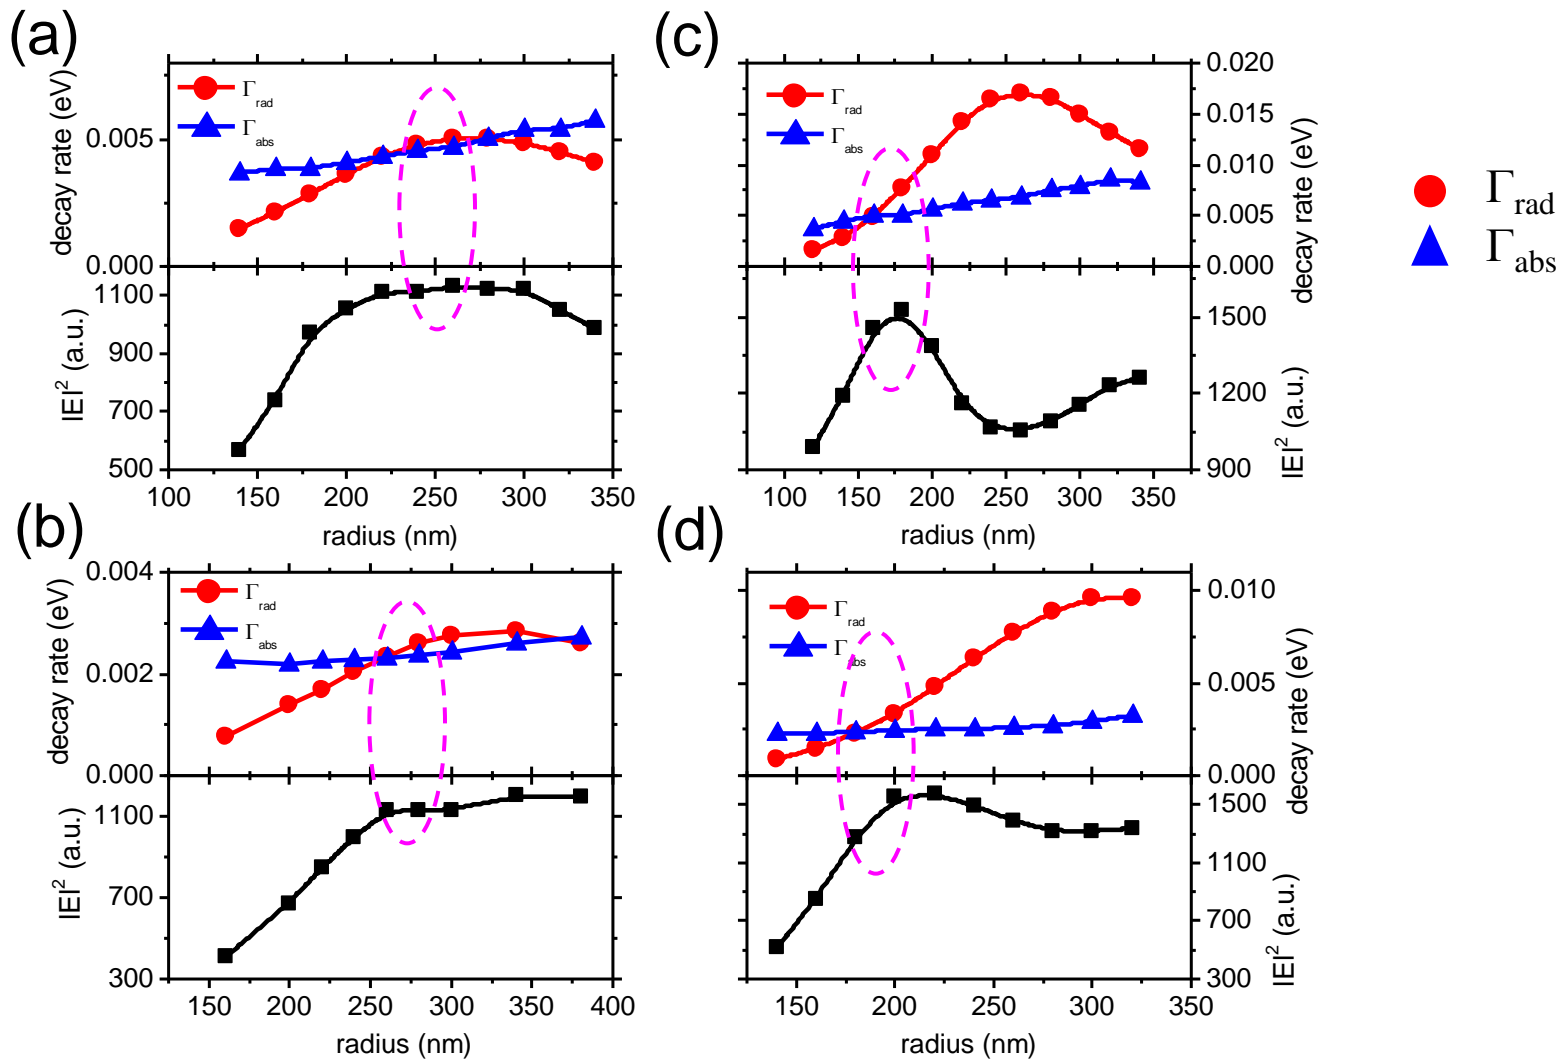 (a)
Γrad
Γabs
decay rate (eV)
0.005
0.000
|E|² (a.u.)
1100
900
700
500
100 150 200 250 300 350
radius (nm)
(c)
Γrad
Γabs
0.020
0.015
0.010
0.005
0.000
decay rate (eV)
1500
1200
900
|E|² (a.u.)
100 150 200 250 300 350
radius (nm)
Γrad
Γabs
(b)
Γrad
Γabs
decay rate (eV)
0.004
0.002
0.000
|E|² (a.u.)
1100
700
300
150 200 250 300 350 400
radius (nm)
(d)
Γrad
Γabs
0.010
0.005
0.000
decay rate (eV)
1500
1100
700
300
|E|² (a.u.)
150 200 250 300 350
radius (nm)